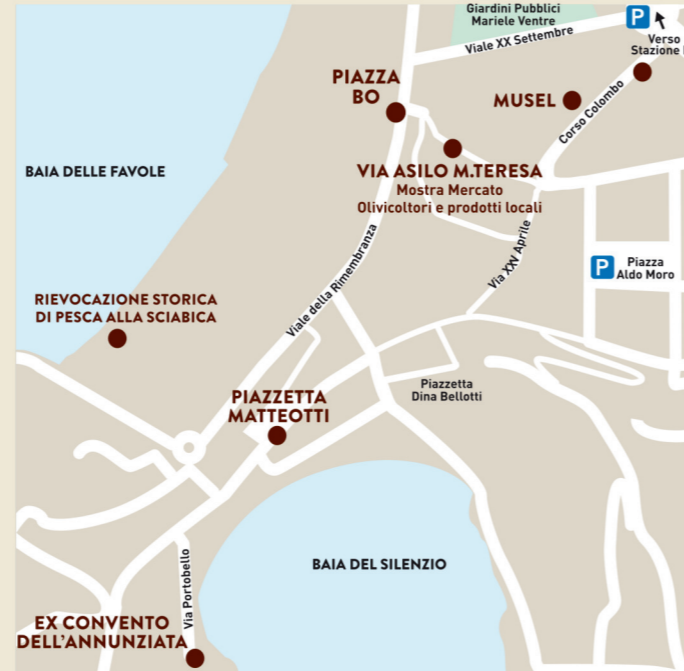 Giardini Pubblici
Mariele Ventre
P
Verso
Stazione
Viale XX Settembre
PIAZZA
BO
MUSEL
Corso Colombo
BAIA DELLE FAVOLE
VIA ASILO M.TERESA
Mostra Mercato
Olivicoltori e prodotti locali
Viale della Rimembranza
Via XXV Aprile
P
Piazza
Aldo Moro
RIEVOCAZIONE STORICA
DI PESCA ALLA SCIABICA
PIAZZETTA
MATTEOTTI
Piazzetta
Dina Bellotti
BAIA DEL SILENZIO
Via Portobello
EX CONVENTO
DELL'ANNUNZIATA